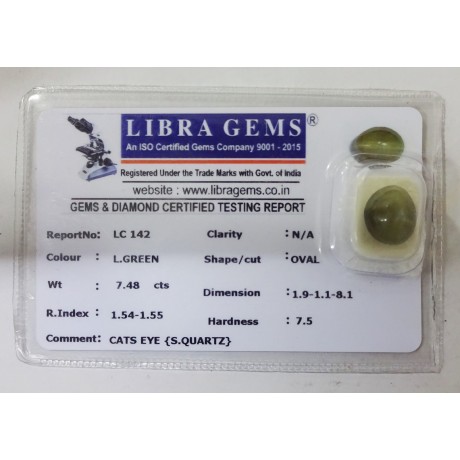 LIBRA GEMS ®
An ISO Certified Gems Company 9001 - 2015
Registered Under the Trade Marks with Govt. of India
website : www.libragems.co.in
GEMS & DIAMOND CERTIFIED TESTING REPORT
ReportNo: LC 142 Clarity : N/A
Colour : L.GREEN Shape/cut : OVAL
Wt : 7.48 cts Dimension : 1.9-1.1-8.1
R.Index : 1.54-1.55 Hardness : 7.5
Comment: CATS EYE {S.QUARTZ}